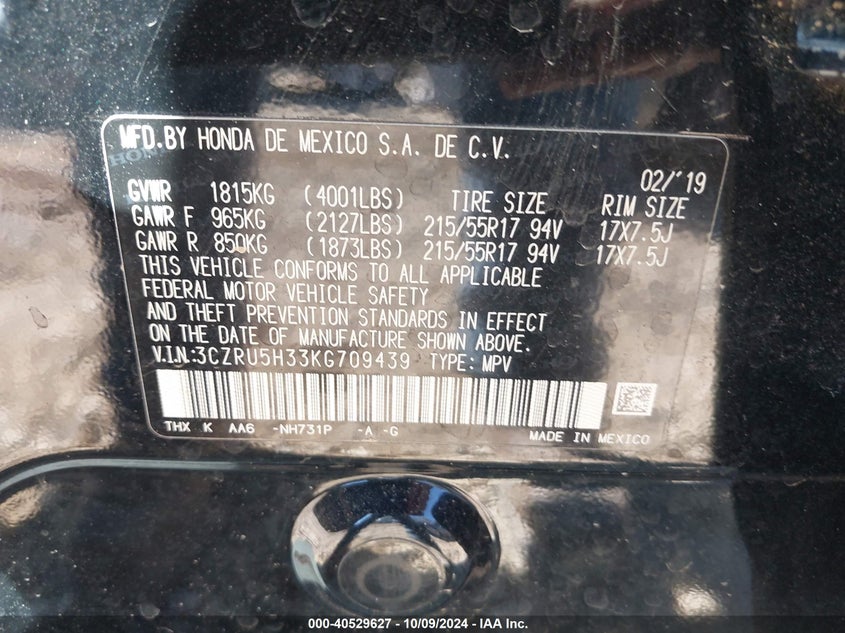 MFD.BY HONDA DE MEXICO S.A. DE C.V.
HONDA
02/'19
GVWR 1815KG (4001LBS) TIRE SIZE RIM SIZE
GAWR F 965KG (2127LBS) 215/55R17 94V 17X7.5J
GAWR R 850KG (1873LBS) 215/55R17 94V 17X7.5J
THIS VEHICLE CONFORMS TO ALL APPLICABLE
FEDERAL MOTOR VEHICLE SAFETY
AND THEFT PREVENTION STANDARDS IN EFFECT
ON THE DATE OF MANUFACTURE SHOWN ABOVE.
V.I.N:3CZRU5H33KG709439 TYPE: MPV
THX K AA6 -NH731P -A -G
MADE IN MEXICO
000-40529627 - 10/09/2024 - IAA Inc.